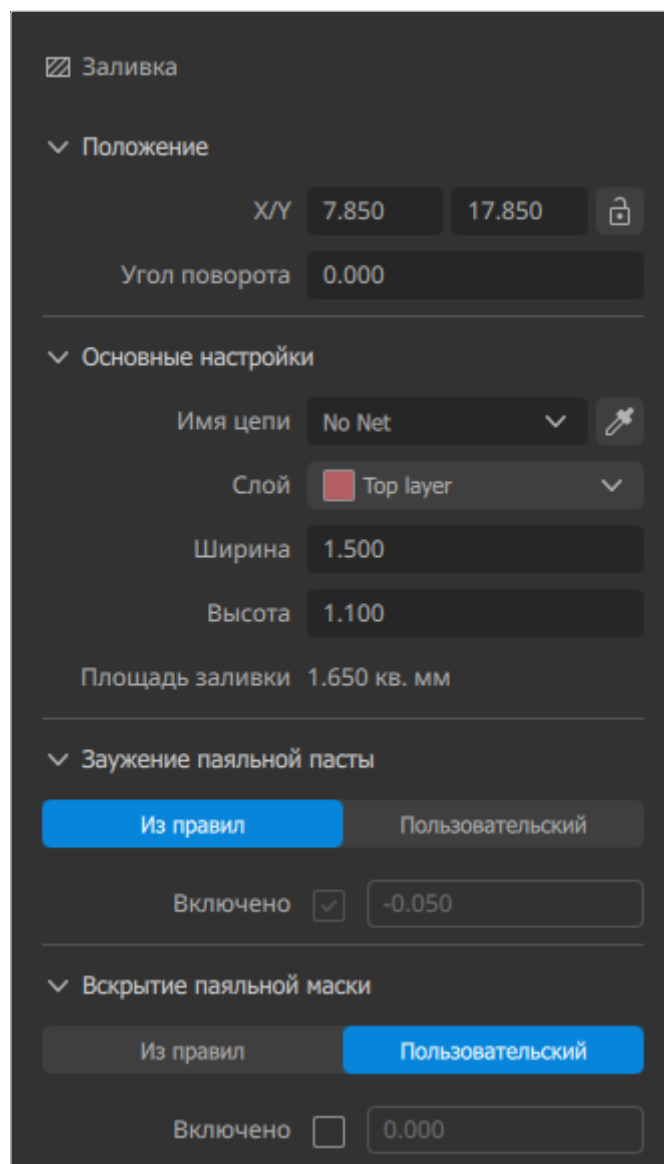 Заливка
Положение
X/Y 7.850 17.850
Угол поворота 0.000
Основные настройки
Имя цепи No Net
Слой Top layer
Ширина 1.500
Высота 1.100
Площадь заливки 1.650 кв. мм
Заужение паяльной пасты
Из правил Пользовательский
Включено -0.050
Вскрытие паяльной маски
Из правил Пользовательский
Включено 0.000